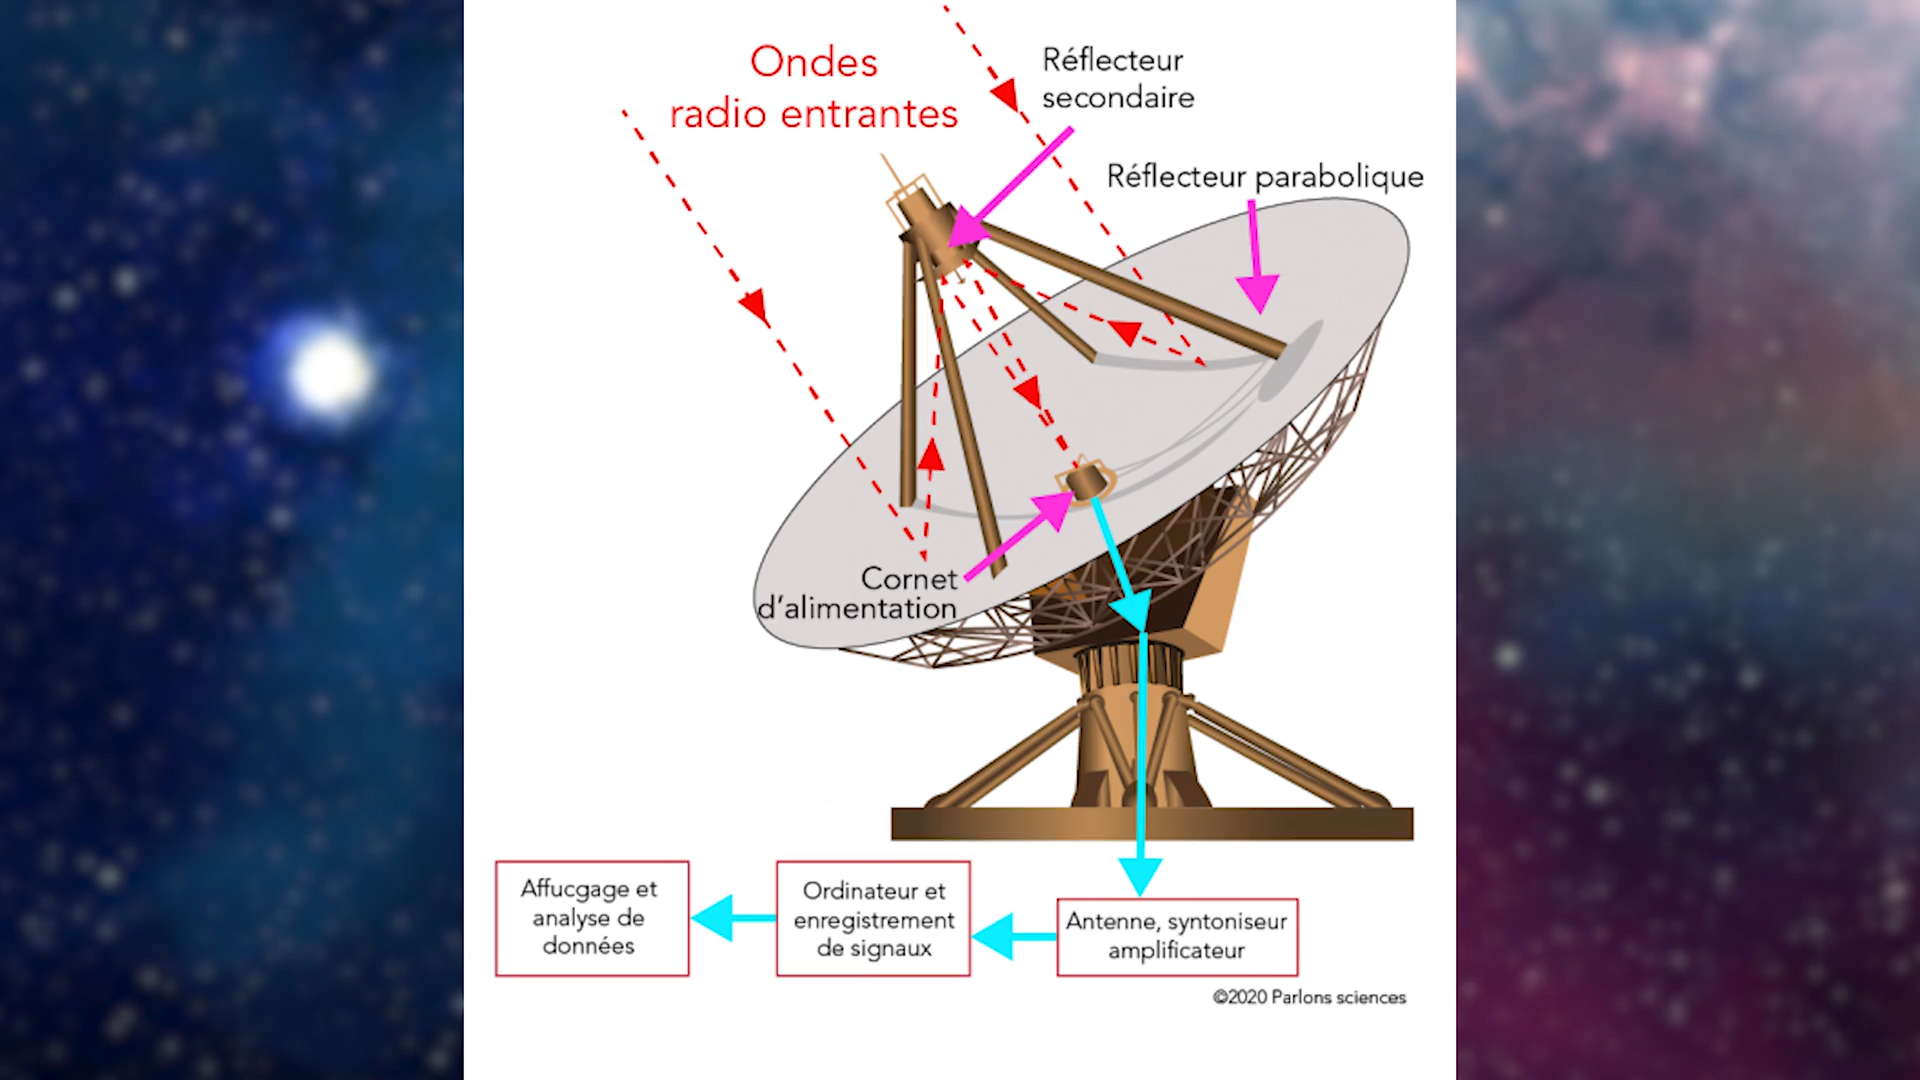 Ondes
radio entrantes
Réflecteur
secondaire
Réflecteur parabolique
Cornet
d’alimentation
Affucgage et
analyse de
données
Ordinateur et
enregistrement
de signaux
Antenne, syntoniseur
amplificateur
©2020 Parlons sciences